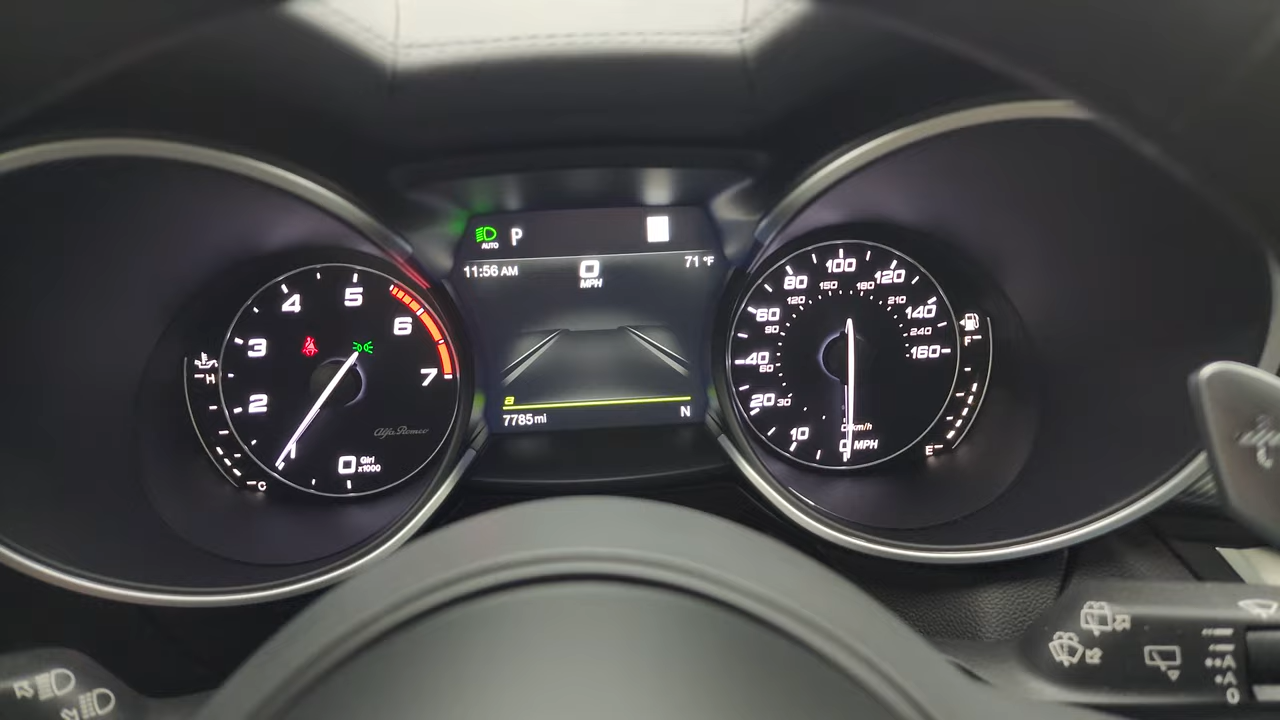 AUTO P
11:56 AM
71 °F
0
MPH
a
7785 mi
N
2
3
4
5
6
7
H
C
Alfa Romeo
0 Giri
x1000
10
20
40
60
80
100
120
140
160
30
60
90
120
150
180
210
240
km/h
0 MPH
F
E
A
A
0